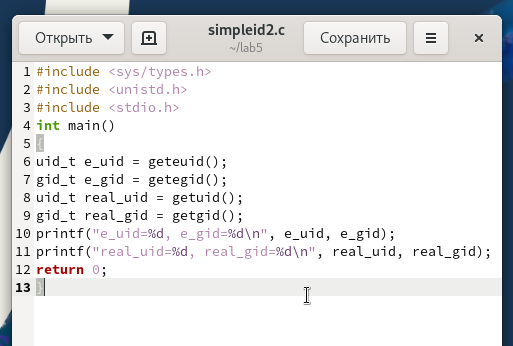 Открыть
simpleid2.c
~/lab5
Сохранить
1 #include <sys/types.h>
2 #include <unistd.h>
3 #include <stdio.h>
4 int main()
5 {
6 uid_t e_uid = geteuid();
7 gid_t e_gid = getegid();
8 uid_t real_uid = getuid();
9 gid_t real_gid = getgid();
10 printf("e_uid=%d, e_gid=%d\n", e_uid, e_gid);
11 printf("real_uid=%d, real_gid=%d\n", real_uid, real_gid);
12 return 0;
13 }